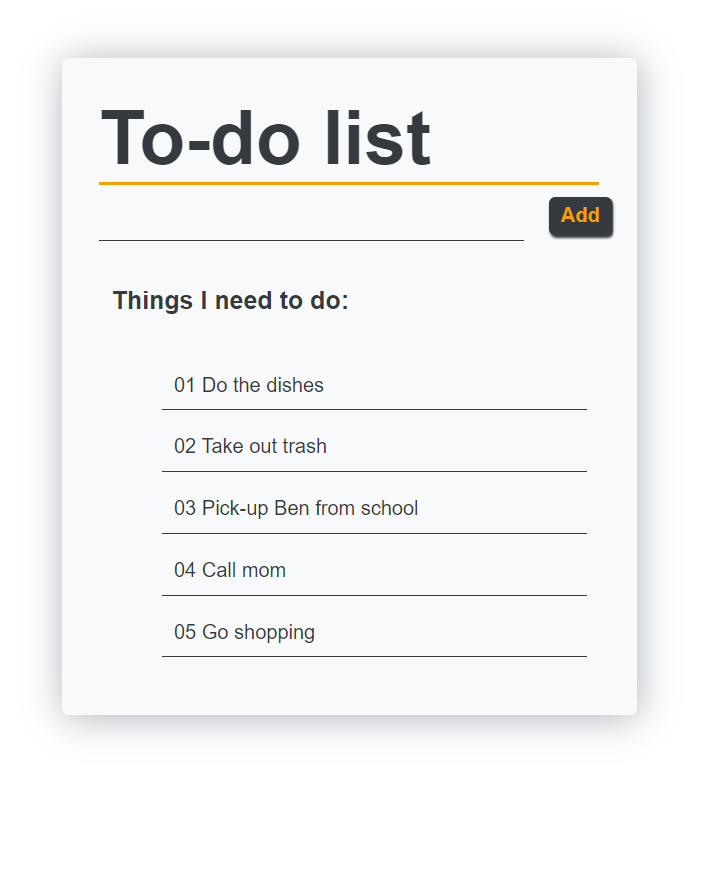 To-do list
Add
Things I need to do:
01 Do the dishes
02 Take out trash
03 Pick-up Ben from school
04 Call mom
05 Go shopping